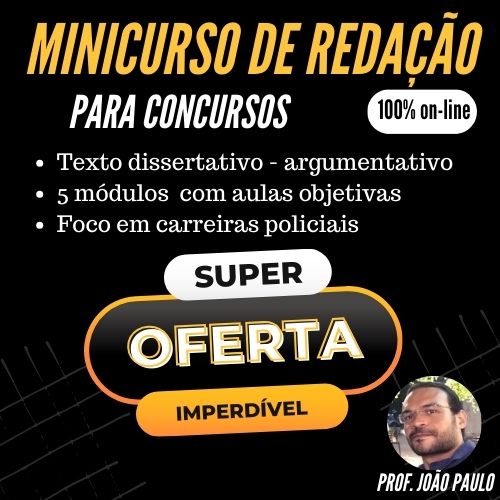 MINICURSO DE REDAÇÃO
PARA CONCURSOS
100% on-line
• Texto dissertativo - argumentativo
• 5 módulos com aulas objetivas
• Foco em carreiras policiais
SUPER
OFERTA
IMPERDÍVEL
PROF. JOÃO PAULO